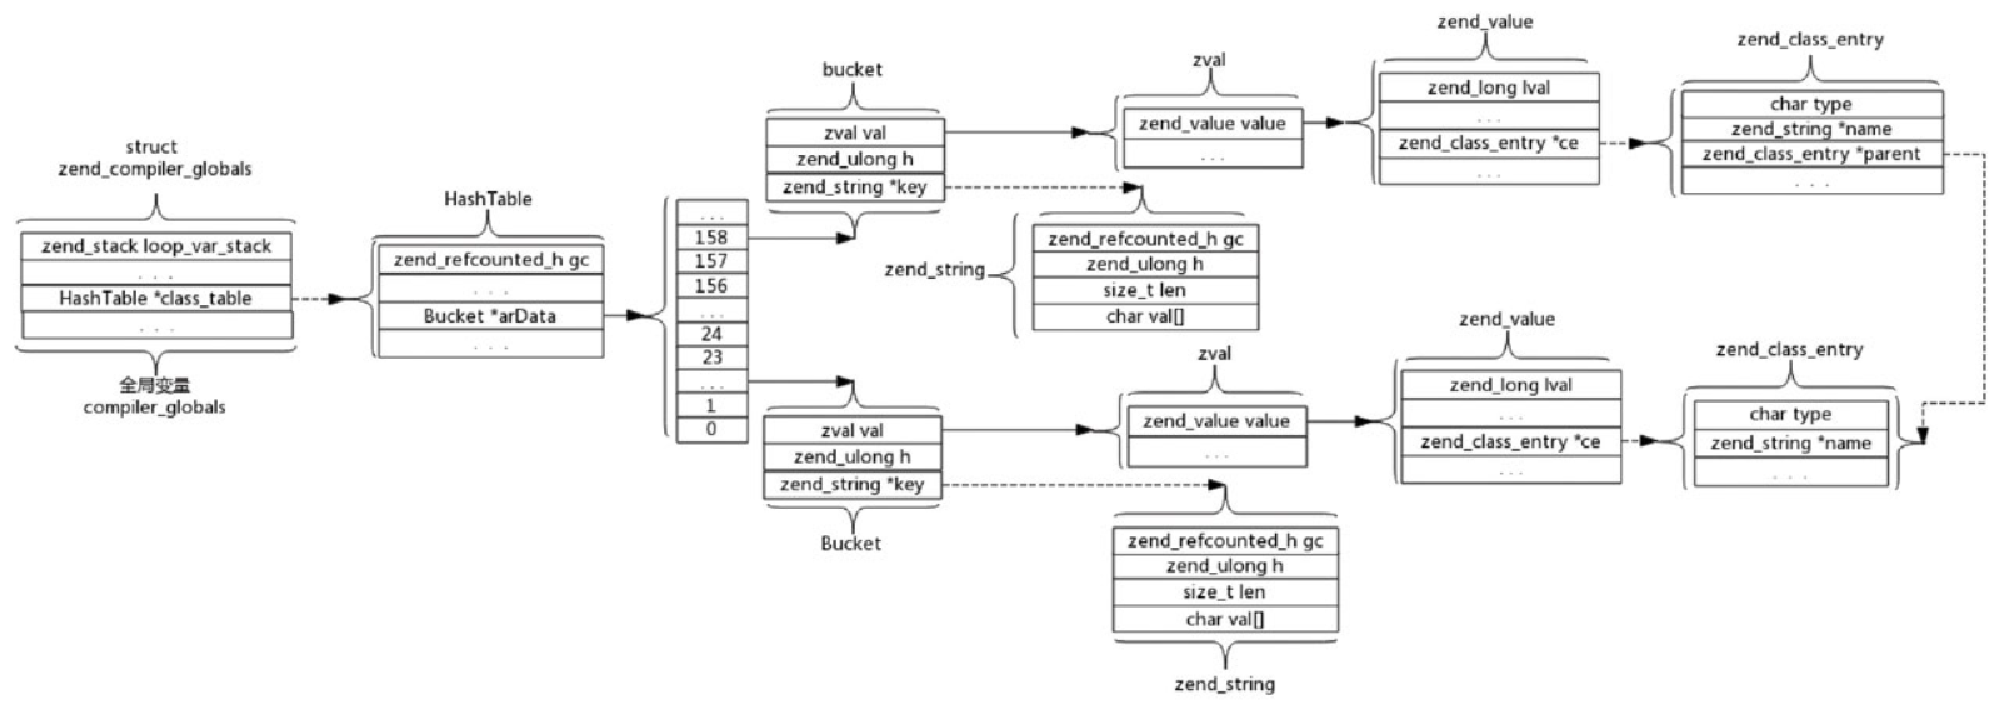 struct
zend_compiler_globals
zend_stack loop_var_stack
. . .
HashTable *class_table
. . .
全局变量
compiler_globals
HashTable
zend_refcounted_h gc
. . .
Bucket *arData
. . .
...
158
157
156
...
24
23
...
1
0
bucket
zval val
zend_ulong h
zend_string *key
zval
zend_value value
...
zend_value
zend_long lval
...
zend_class_entry *ce
...
zend_class_entry
char type
zend_string *name
zend_class_entry *parent
. . .
zend_string
zend_refcounted_h gc
zend_ulong h
size_t len
char val[]
zval val
zend_ulong h
zend_string *key
Bucket
zval
zend_value value
...
zend_value
zend_long lval
...
zend_class_entry *ce
...
zend_class_entry
char type
zend_string *name
. . .
zend_refcounted_h gc
zend_ulong h
size_t len
char val[]
zend_string